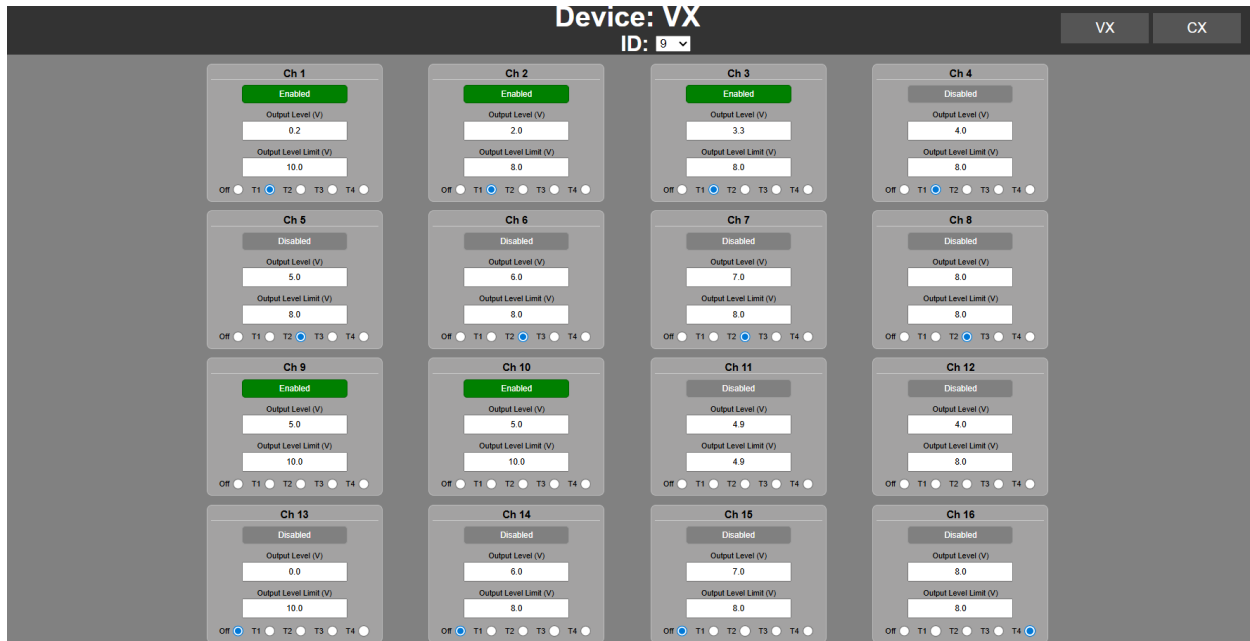 Device: VX
ID: 9
VX CX
Ch 1 Ch 2 Ch 3 Ch 4
Enabled Enabled Enabled Disabled
Output Level (V) Output Level (V) Output Level (V) Output Level (V)
0.2 2.0 3.3 4.0
Output Level Limit (V) Output Level Limit (V) Output Level Limit (V) Output Level Limit (V)
10.0 8.0 8.0 8.0
Off T1 T2 T3 T4 Off T1 T2 T3 T4 Off T1 T2 T3 T4 Off T1 T2 T3 T4
Ch 5 Ch 6 Ch 7 Ch 8
Disabled Disabled Disabled Disabled
Output Level (V) Output Level (V) Output Level (V) Output Level (V)
5.0 6.0 7.0 8.0
Output Level Limit (V) Output Level Limit (V) Output Level Limit (V) Output Level Limit (V)
8.0 8.0 8.0 8.0
Off T1 T2 T3 T4 Off T1 T2 T3 T4 Off T1 T2 T3 T4 Off T1 T2 T3 T4
Ch 9 Ch 10 Ch 11 Ch 12
Enabled Enabled Disabled Disabled
Output Level (V) Output Level (V) Output Level (V) Output Level (V)
5.0 5.0 4.9 4.0
Output Level Limit (V) Output Level Limit (V) Output Level Limit (V) Output Level Limit (V)
10.0 10.0 4.9 8.0
Off T1 T2 T3 T4 Off T1 T2 T3 T4 Off T1 T2 T3 T4 Off T1 T2 T3 T4
Ch 13 Ch 14 Ch 15 Ch 16
Disabled Disabled Disabled Disabled
Output Level (V) Output Level (V) Output Level (V) Output Level (V)
0.0 6.0 7.0 8.0
Output Level Limit (V) Output Level Limit (V) Output Level Limit (V) Output Level Limit (V)
10.0 8.0 8.0 8.0
Off T1 T2 T3 T4 Off T1 T2 T3 T4 Off T1 T2 T3 T4 Off T1 T2 T3 T4